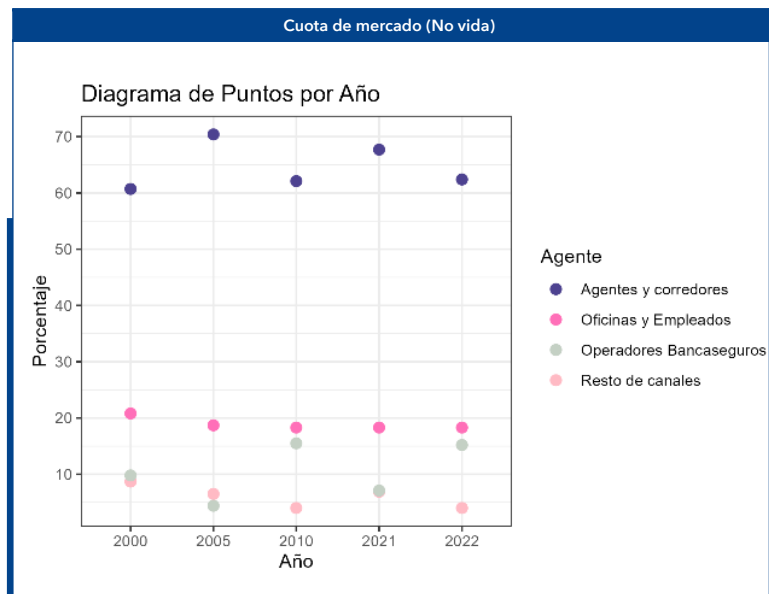 Cuota de mercado (No vida)
Diagrama de Puntos por Año
70
60
50
40
30
20
10
Porcentaje
2000 2005 2010 2021 2022
Año
Agente
Agentes y corredores
Oficinas y Empleados
Operadores Bancaseguros
Resto de canales